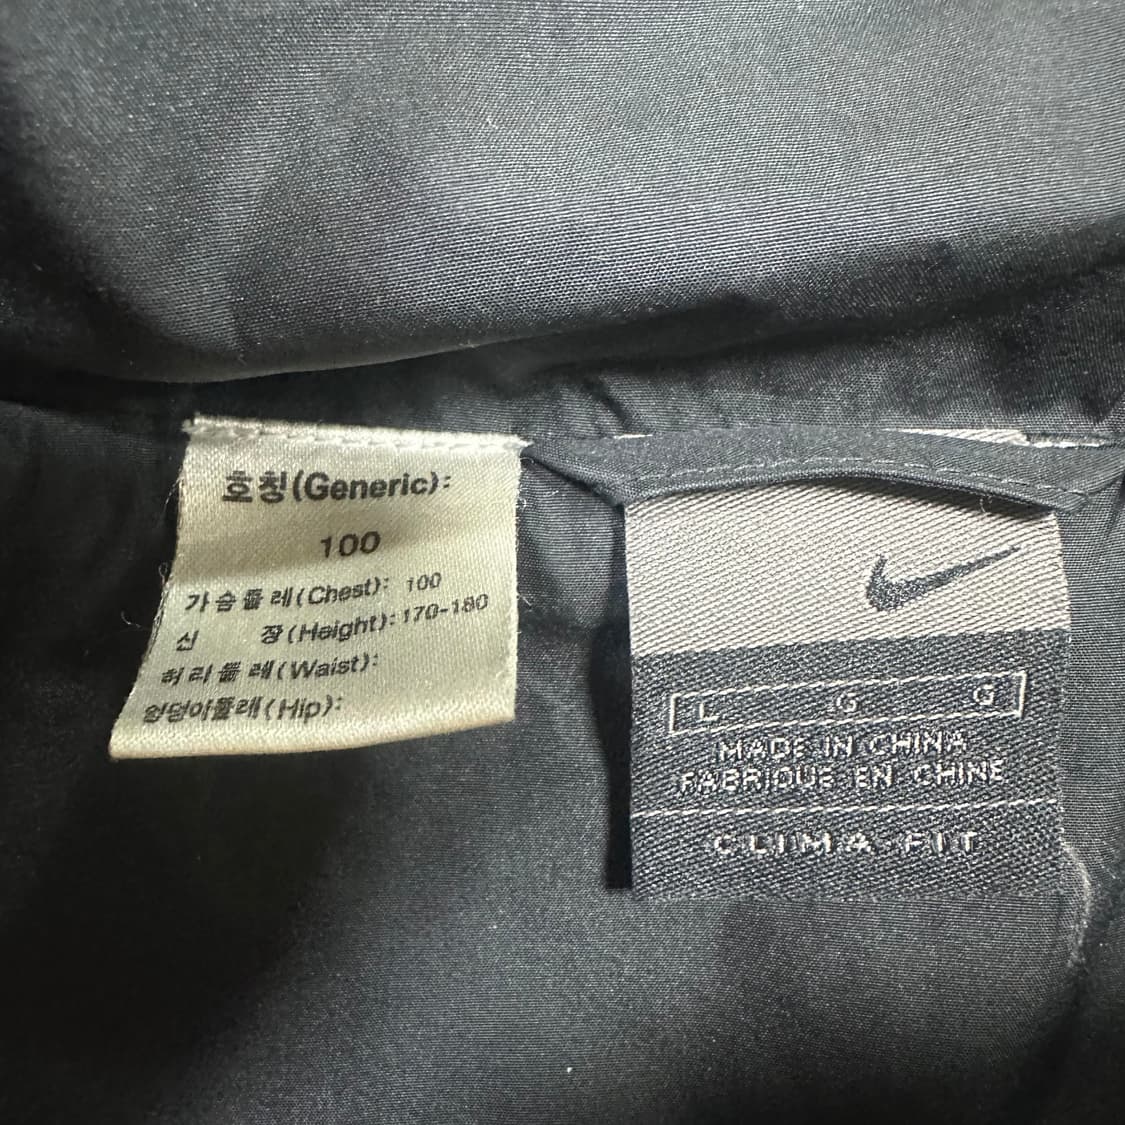 호칭(Generic):
100
가슴둘레(Chest): 100
신 장(Height): 170-180
허리둘레(Waist):
엉덩이둘레(Hip):
L G G
MADE IN CHINA
FABRIQUE EN CHINE
CLIMA-FIT